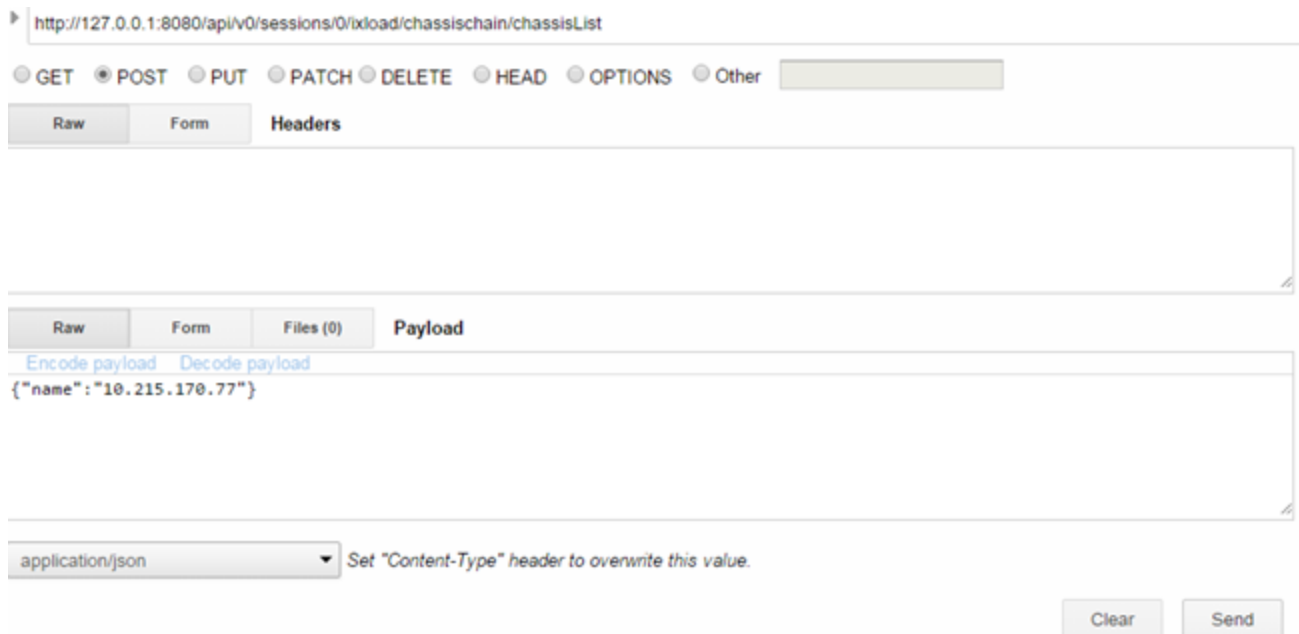 http://127.0.0.1:8080/api/v0/sessions/0/ixload/chassischain/chassisList
GET POST PUT PATCH DELETE HEAD OPTIONS Other
Raw Form Headers
Raw Form Files (0) Payload
Encode payload Decode payload
{"name":"10.215.170.77"}
application/json Set "Content-Type" header to overwrite this value.
Clear Send